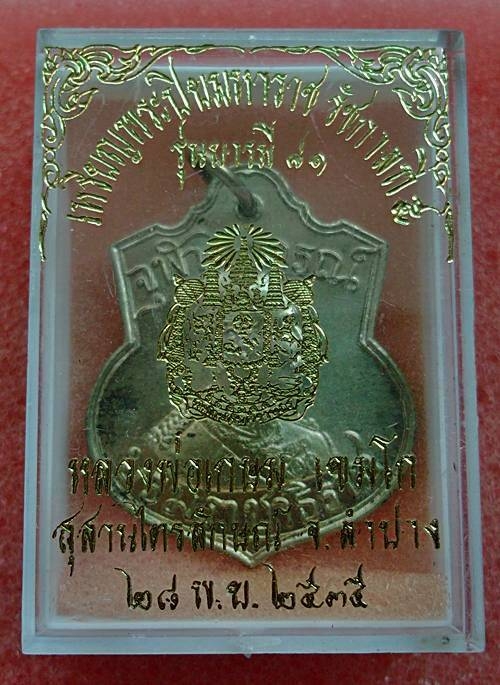 เหรียญพระปิยมหาราช รัชกาลที่ ๕
รุ่นบารมี ๘๑
หลวงพ่อเกษม เขมโก
สุสานไตรลักษณ์ จ.ลำปาง
๒๘ พ.ย. ๒๕๓๕